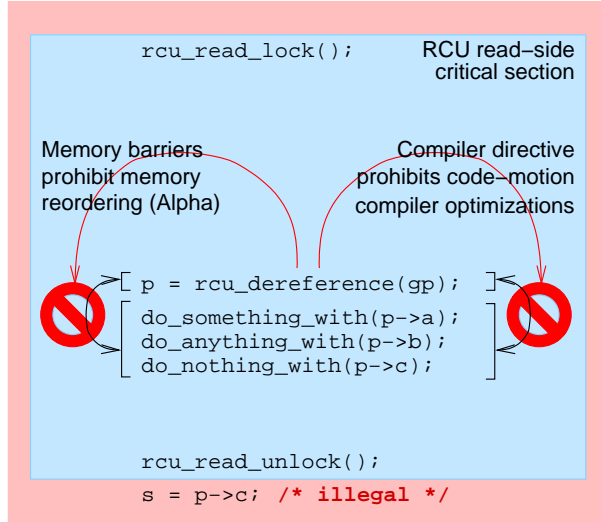 rcu_read_lock();
RCU read−side
critical section
Memory barriers
prohibit memory
reordering (Alpha)
Compiler directive
prohibits code−motion
compiler optimizations
p = rcu_dereference(gp);
do_something_with(p->a);
do_anything_with(p->b);
do_nothing_with(p->c);
rcu_read_unlock();
s = p->c; /* illegal */